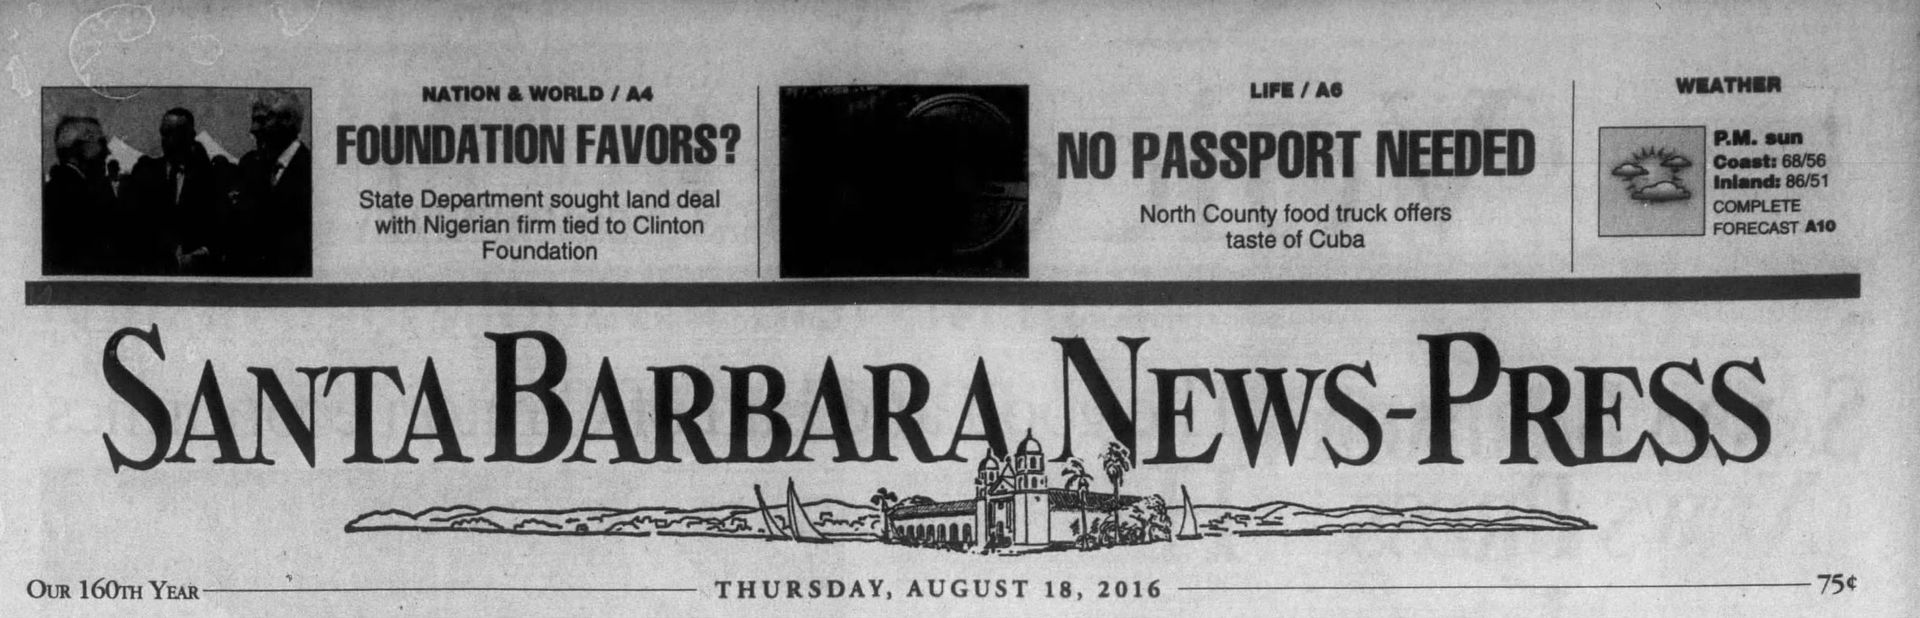 NATION & WORLD / A4
FOUNDATION FAVORS?
State Department sought land deal
with Nigerian firm tied to Clinton
Foundation
LIFE / A6
NO PASSPORT NEEDED
North County food truck offers
taste of Cuba
WEATHER
P.M. sun
Coast: 68/56
Inland: 86/51
COMPLETE
FORECAST A10
SANTA BARBARA NEWS-PRESS
OUR 160TH YEAR
THURSDAY, AUGUST 18, 2016
75¢